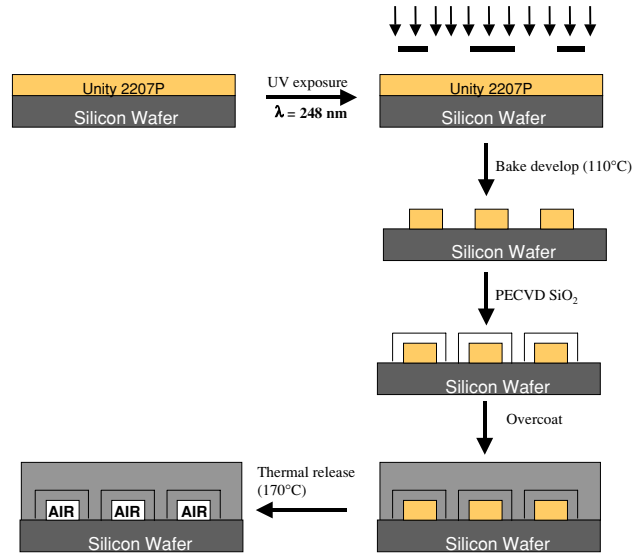 Unity 2207P
Silicon Wafer
UV exposure
λ = 248 nm
Unity 2207P
Silicon Wafer
Bake develop (110°C)
Silicon Wafer
PECVD SiO₂
Silicon Wafer
Overcoat
Silicon Wafer
Thermal release
(170°C)
AIR AIR AIR
Silicon Wafer